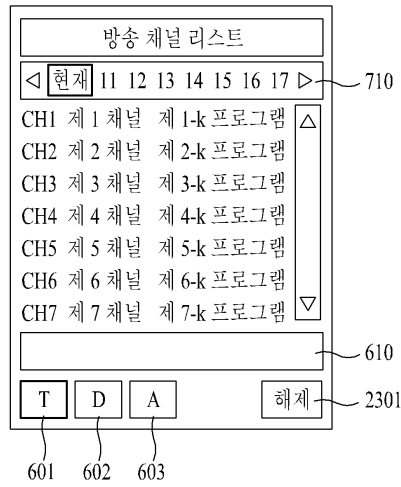 방송 채널 리스트
◁ 현재 11 12 13 14 15 16 17 ▷ 710
CH1 제 1 채널 제 1-k 프로그램
CH2 제 2 채널 제 2-k 프로그램
CH3 제 3 채널 제 3-k 프로그램
CH4 제 4 채널 제 4-k 프로그램
CH5 제 5 채널 제 5-k 프로그램
CH6 제 6 채널 제 6-k 프로그램
CH7 제 7 채널 제 7-k 프로그램
610
T D A 해제 2301
601 602 603